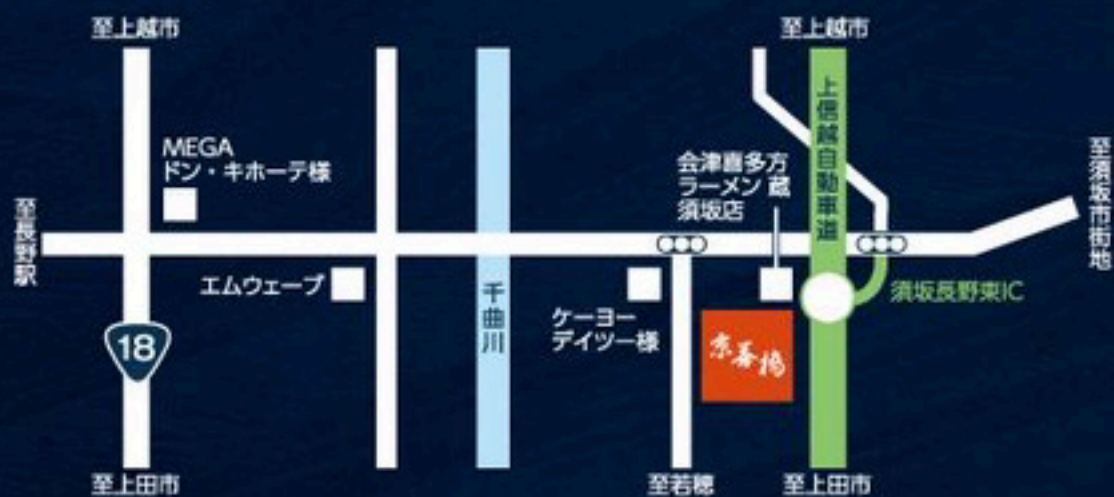 至上越市
至上越市
MEGA
ドン・キホーテ様
会津喜多方
ラーメン 蔵
須坂店
上信越自動車道
至須坂市街地
至長野駅
エムウェーブ
千曲川
ケーヨー
デイツー様
須坂長野東IC
18
至上田市
至若穂
至上田市